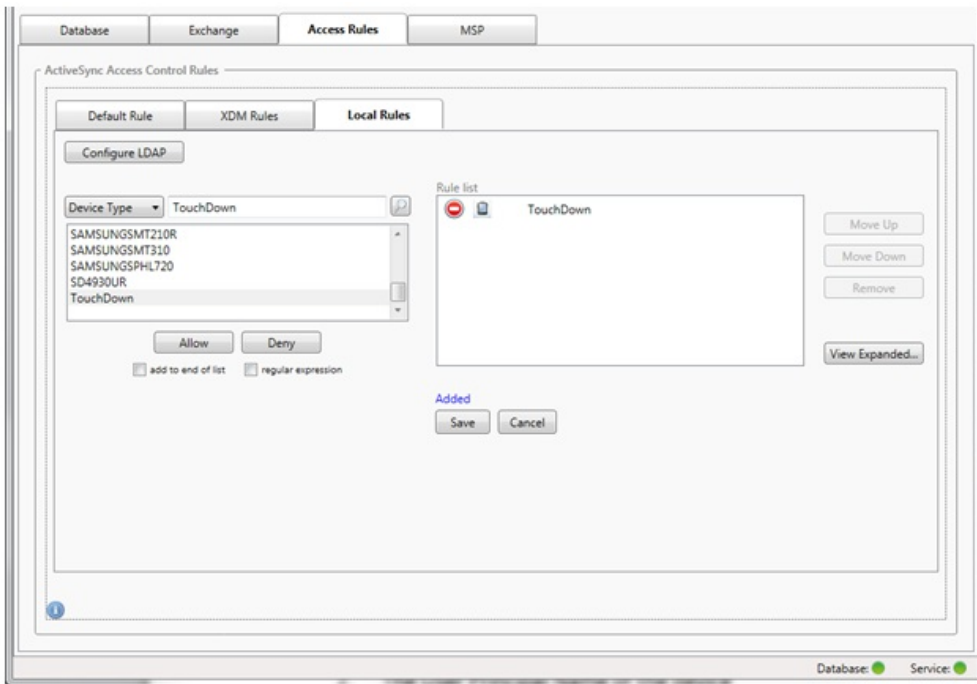 Database Exchange Access Rules MSP
ActiveSync Access Control Rules
Default Rule XDM Rules Local Rules
Configure LDAP
Device Type TouchDown
SAMSUNGSMT210R
SAMSUNGSMT310
SAMSUNGSPHL720
SD4930UR
TouchDown
Allow Deny
add to end of list regular expression
Rule list
TouchDown
Move Up
Move Down
Remove
View Expanded...
Added
Save Cancel
Database: Service: